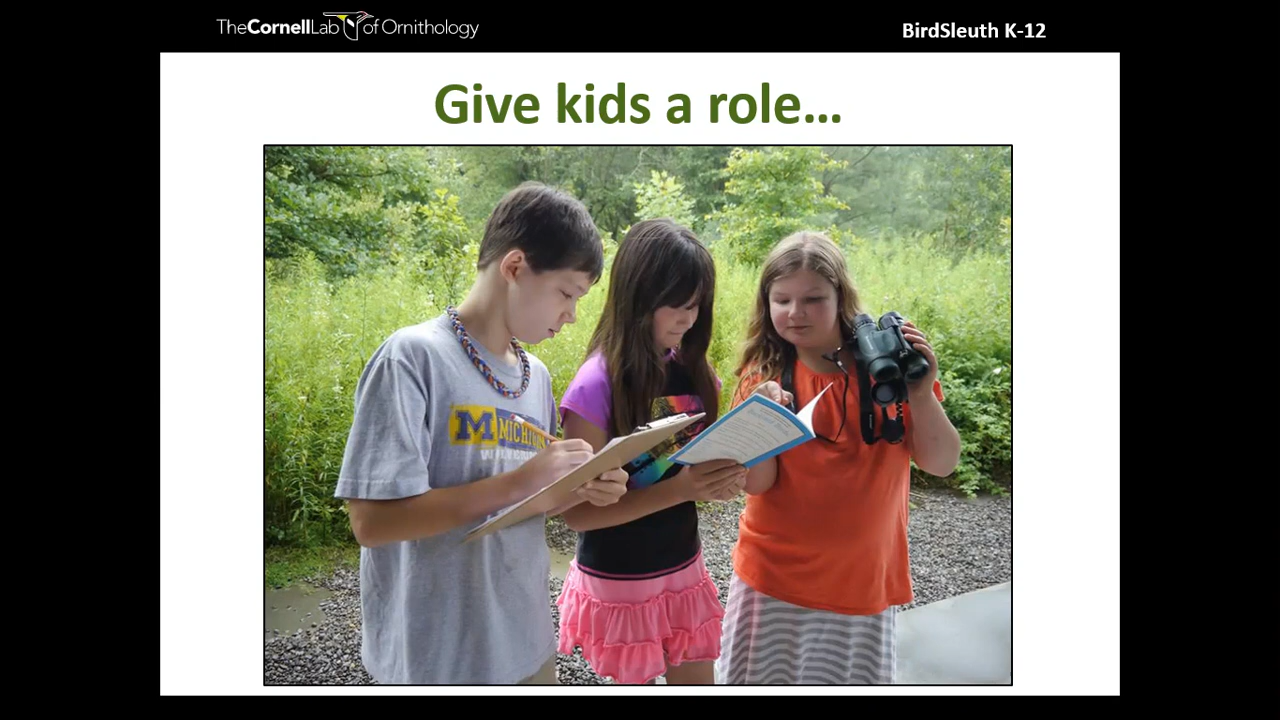 TheCornellLab of Ornithology
BirdSleuth K-12
Give kids a role...
M MICHIGAN